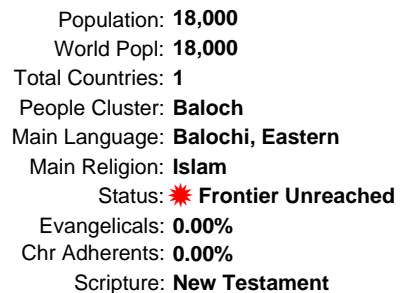 Population: 18,000
World Popl: 18,000
Total Countries: 1
People Cluster: Baloch
Main Language: Balochi, Eastern
Main Religion: Islam
Status: Frontier Unreached
Evangelicals: 0.00%
Chr Adherents: 0.00%
Scripture: New Testament